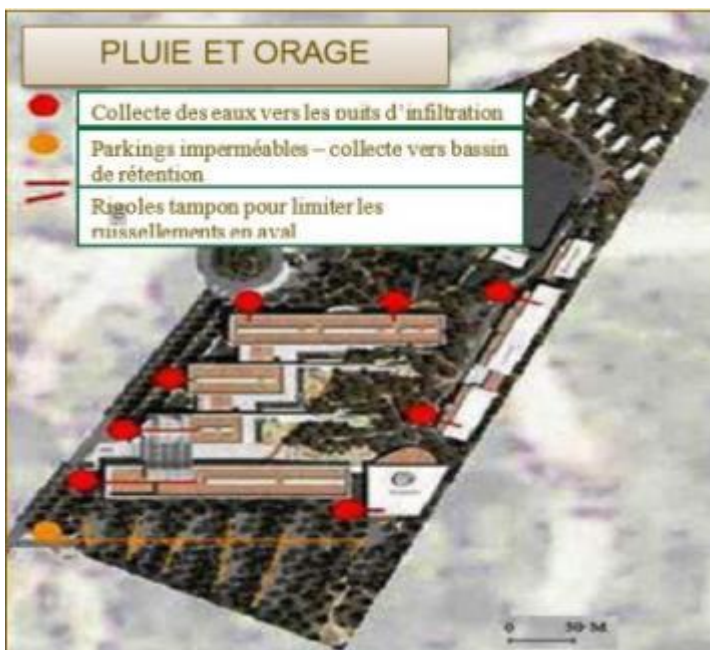 PLUIE ET ORAGE
Collecte des eaux vers les puits d'infiltration
Parkings imperméables – collecte vers bassin
de rétention
Rigoles tampon pour limiter les
ruissellements en aval
0 50 M